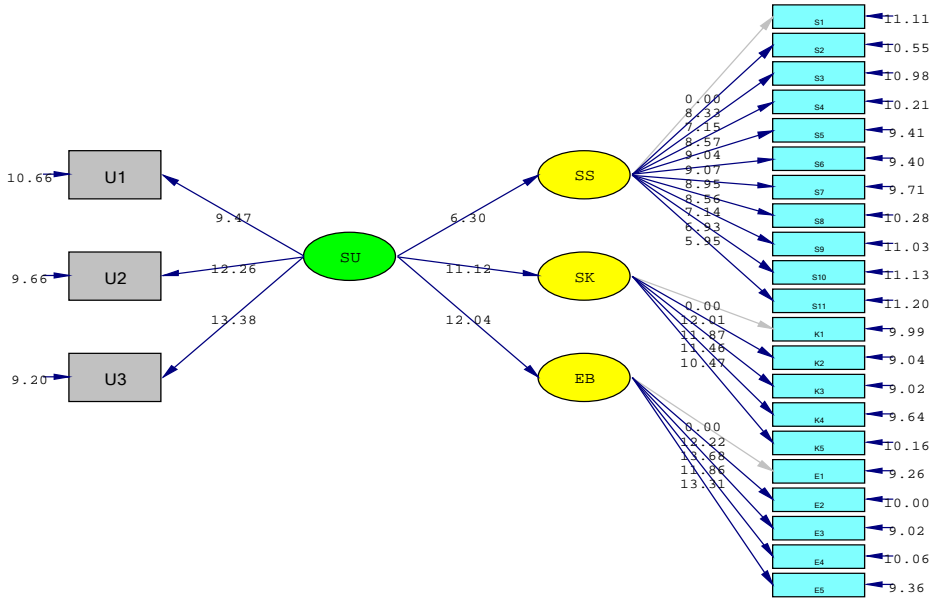 S1 11.11
S2 10.55
S3 10.98
S4 10.21
S5 9.41
S6 9.40
S7 9.71
S8 10.28
S9 11.03
S10 11.13
S11 11.20
K1 9.99
K2 9.04
K3 9.02
K4 9.64
K5 10.16
E1 9.26
E2 10.00
E3 9.02
E4 10.06
E5 9.36
0.00
8.33
7.15
8.57
9.04
9.07
8.95
8.56
7.14
6.93
5.95
0.00
12.01
11.87
11.46
10.47
0.00
12.22
13.68
11.86
13.31
10.66 U1
9.66 U2
9.20 U3
9.47
12.26
13.38
SU
6.30
11.12
12.04
SS
SK
EB